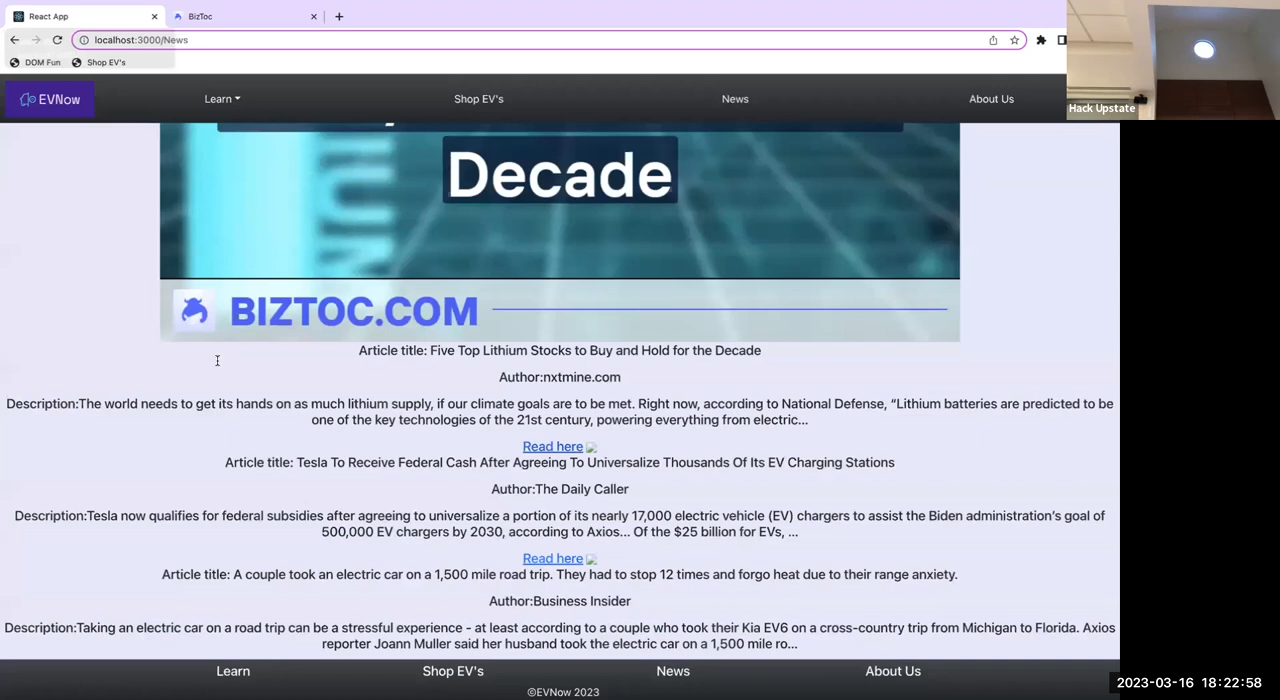 React App
BizToc
localhost:3000/News
DOM Fun
Shop EV's
EVNow
Learn
Shop EV's
News
About Us
Hack Upstate
Decade
BIZTOC.COM
Article title: Five Top Lithium Stocks to Buy and Hold for the Decade
Author:nxtmine.com
Description:The world needs to get its hands on as much lithium supply, if our climate goals are to be met. Right now, according to National Defense, “Lithium batteries are predicted to be
one of the key technologies of the 21st century, powering everything from electric...
Read here
Article title: Tesla To Receive Federal Cash After Agreeing To Universalize Thousands Of Its EV Charging Stations
Author:The Daily Caller
Description:Tesla now qualifies for federal subsidies after agreeing to universalize a portion of its nearly 17,000 electric vehicle (EV) chargers to assist the Biden administration’s goal of
500,000 EV chargers by 2030, according to Axios... Of the $25 billion for EVs, ...
Read here
Article title: A couple took an electric car on a 1,500 mile road trip. They had to stop 12 times and forgo heat due to their range anxiety.
Author:Business Insider
Description:Taking an electric car on a road trip can be a stressful experience - at least according to a couple who took their Kia EV6 on a cross-country trip from Michigan to Florida. Axios
reporter Joann Muller said her husband took the electric car on a 1,500 mile ro...
Learn
Shop EV's
News
About Us
©EVNow 2023
2023-03-16 18:22:58